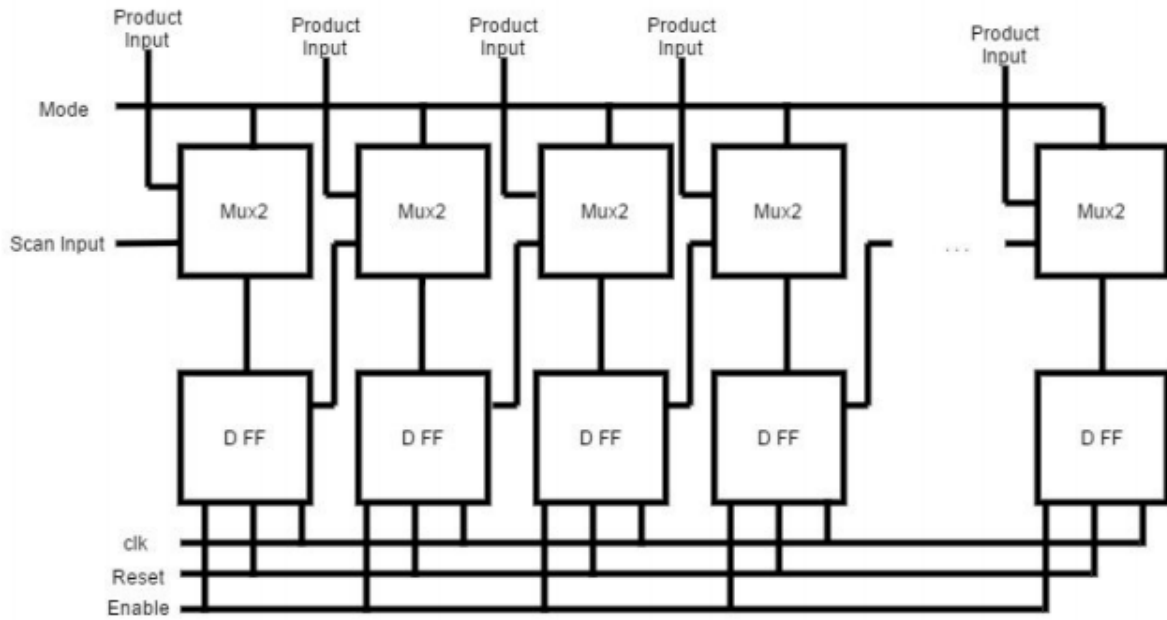 Product
Input
Product
Input
Product
Input
Product
Input
Product
Input
Mode
Mux2
Mux2
Mux2
Mux2
Mux2
Scan Input
. . .
D FF
D FF
D FF
D FF
D FF
clk
Reset
Enable